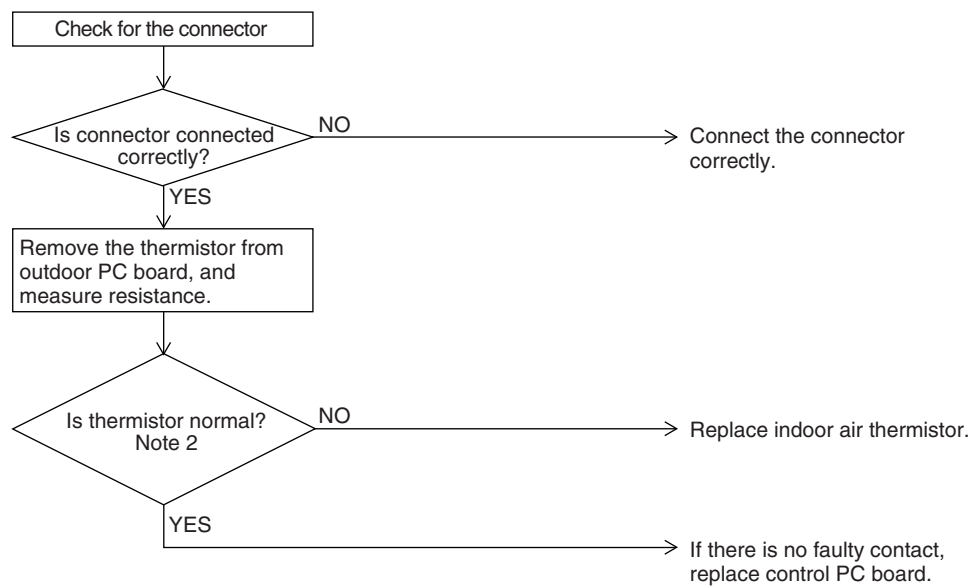 Check for the connector
Is connector connected
correctly?
NO
Connect the connector
correctly.
YES
Remove the thermistor from
outdoor PC board, and
measure resistance.
Is thermistor normal?
Note 2
NO
Replace indoor air thermistor.
YES
If there is no faulty contact,
replace control PC board.